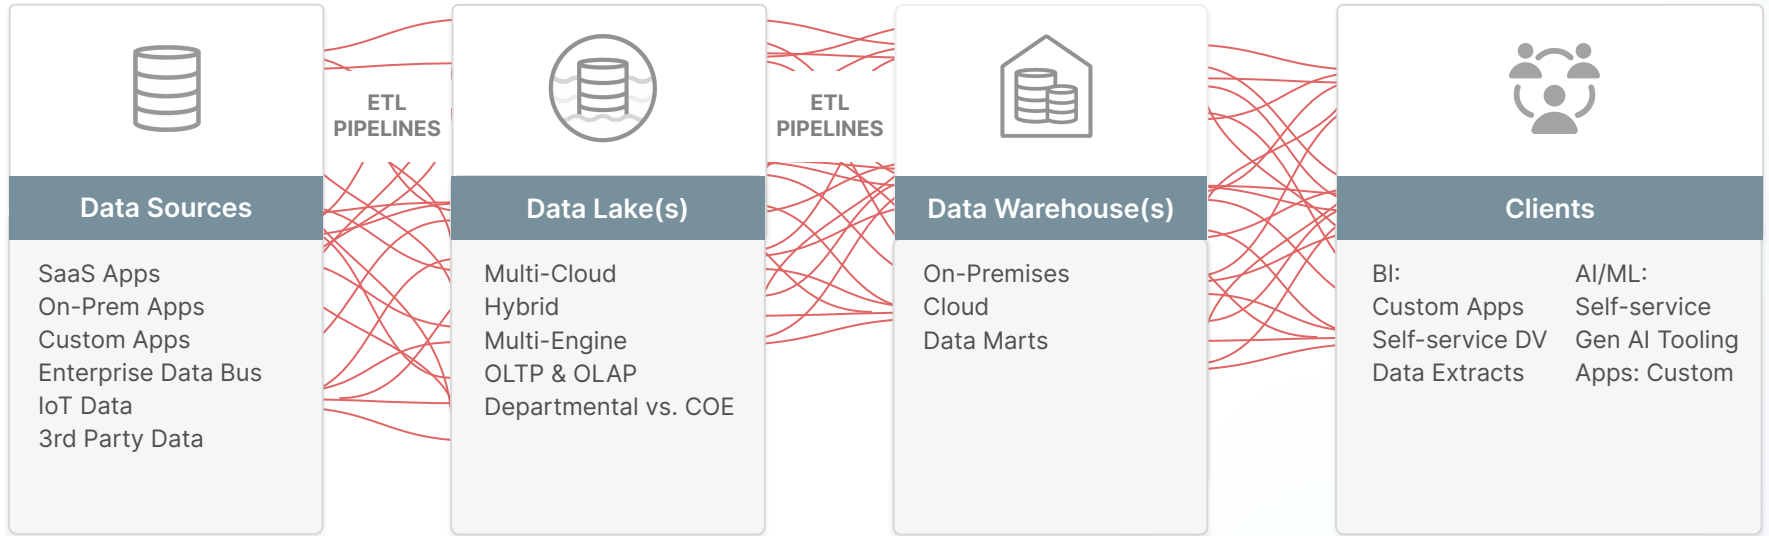 Data Sources
SaaS Apps
On-Prem Apps
Custom Apps
Enterprise Data Bus
IoT Data
3rd Party Data
ETL
PIPELINES
Data Lake(s)
Multi-Cloud
Hybrid
Multi-Engine
OLTP & OLAP
Departmental vs. COE
ETL
PIPELINES
Data Warehouse(s)
On-Premises
Cloud
Data Marts
Clients
BI:
Custom Apps
Self-service DV
Data Extracts
AI/ML:
Self-service
Gen AI Tooling
Apps: Custom